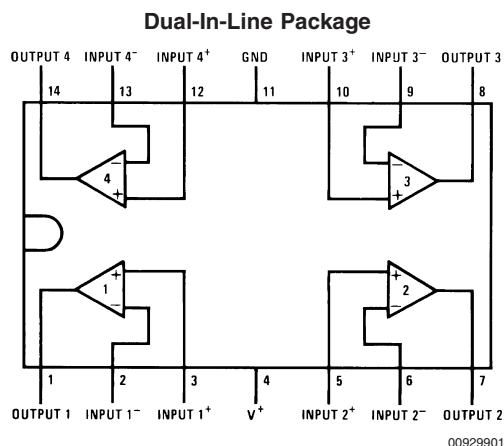 Dual-In-Line Package
OUTPUT 4 INPUT 4⁻ INPUT 4⁺ GND INPUT 3⁺ INPUT 3⁻ OUTPUT 3
14 13 12 11 10 9 8
− −
4 3
+ +
+ +
1 2
− −
1 2 3 4 5 6 7
OUTPUT 1 INPUT 1⁻ INPUT 1⁺ V⁺ INPUT 2⁺ INPUT 2⁻ OUTPUT 2
00929901